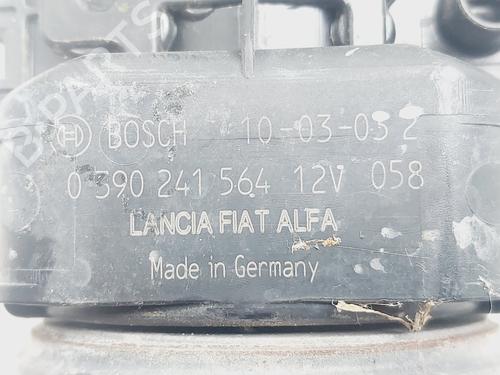 BOSCH 10-03-03 2
0 390 241 564 12V 058
LANCIA FIAT ALFA
Made in Germany